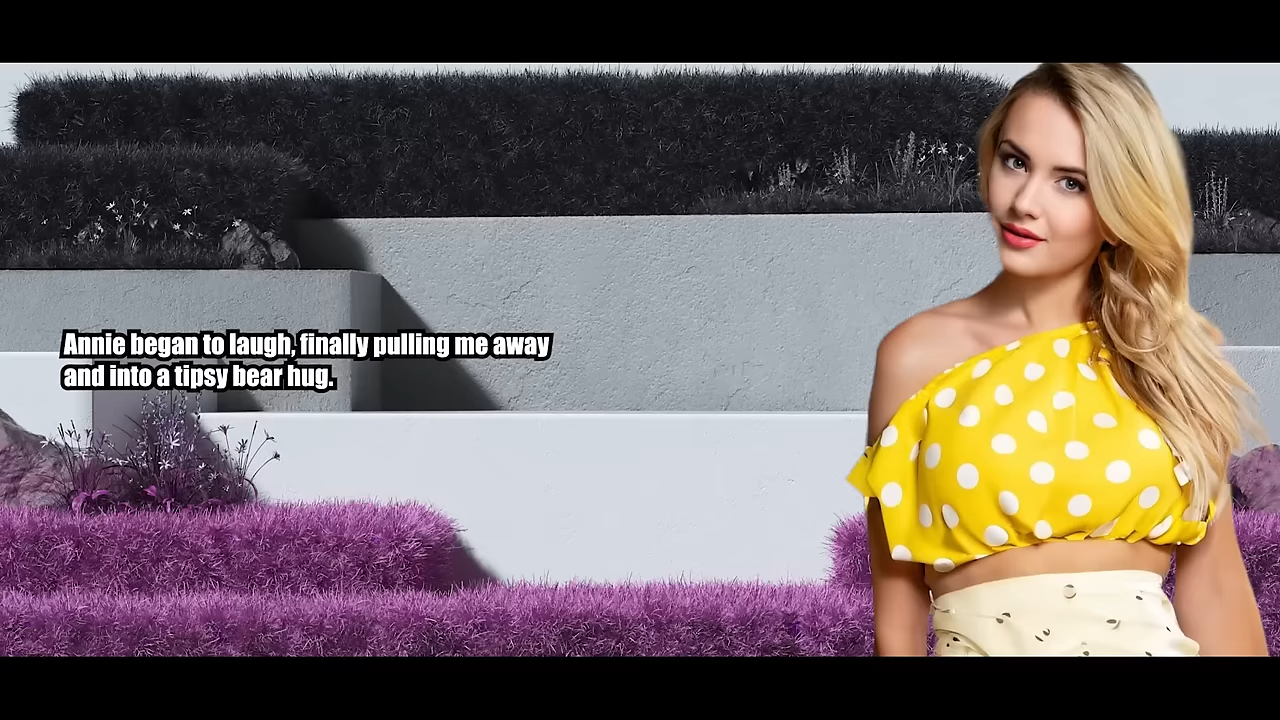 Annie began to laugh, finally pulling me away
and into a tipsy bear hug.